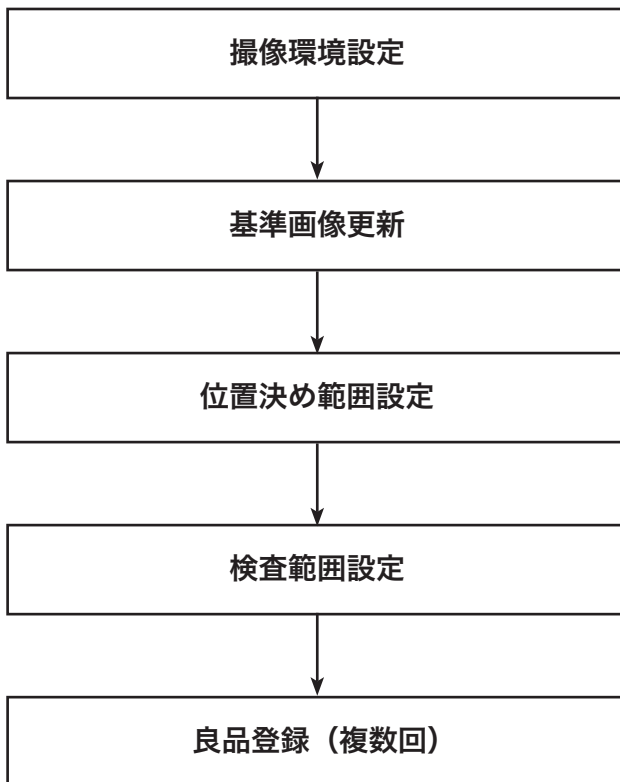 撮像環境設定
基準画像更新
位置決め範囲設定
検査範囲設定
良品登録（複数回）